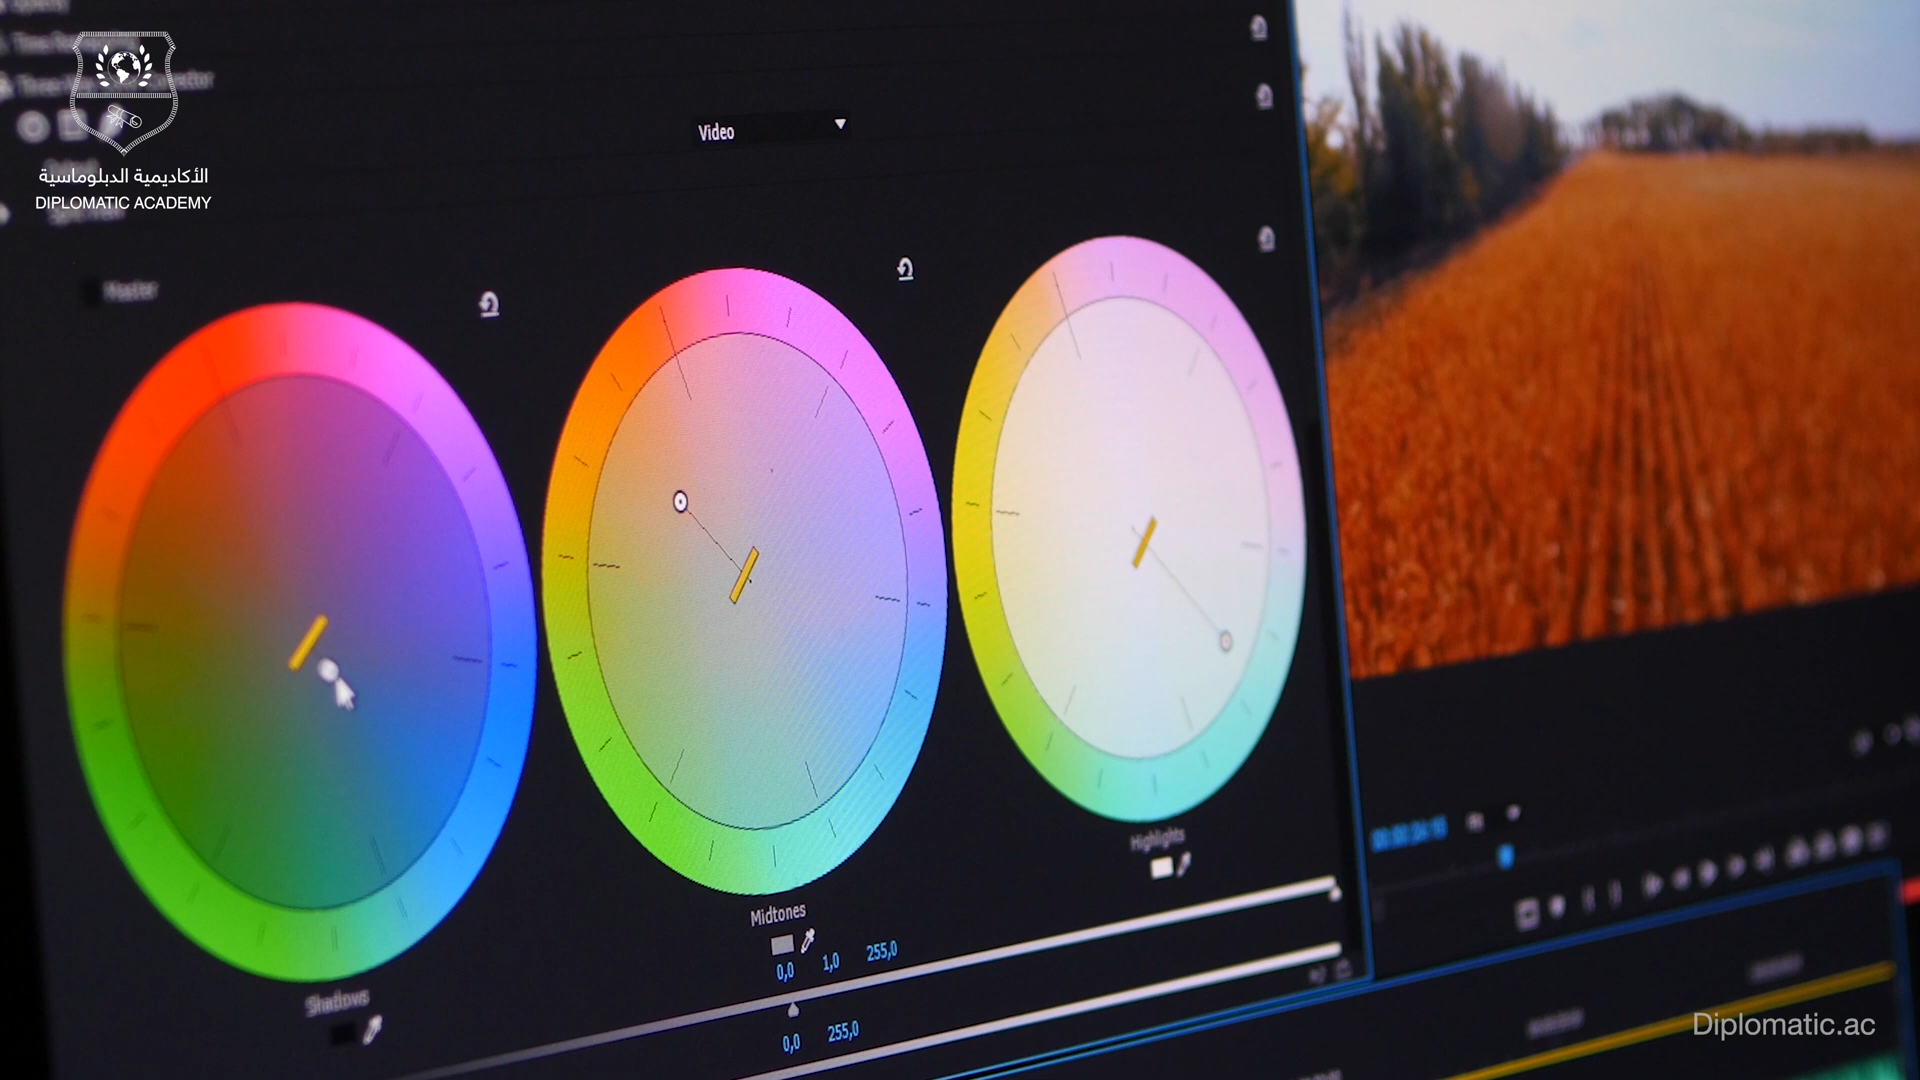 الأكاديمية الدبلوماسية
DIPLOMATIC ACADEMY
Video
Master
Highlights
Midtones
0,0 1,0 255,0
Shadows
0,0 255,0
Diplomatic.ac